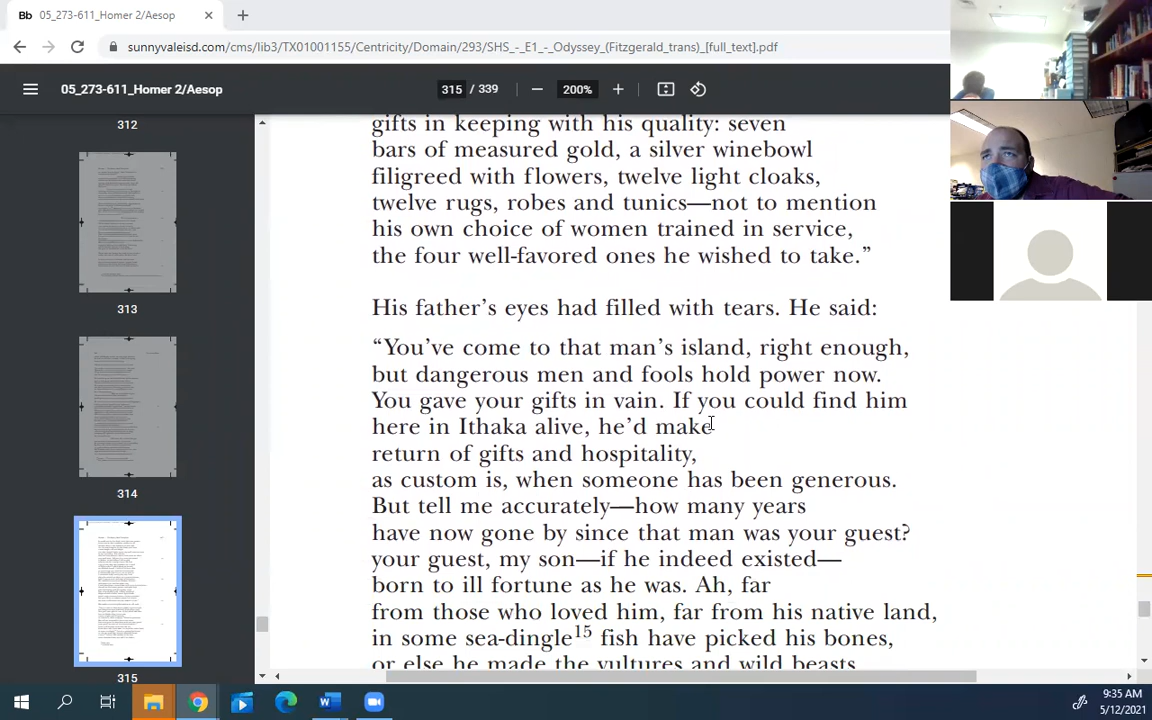 Bb 05_273-611_Homer 2/Aesop
sunnyvaleisd.com/cms/lib3/TX01001155/Centricity/Domain/293/SHS_-_E1_-_Odyssey_(Fitzgerald_trans)_[full_text].pdf
05_273-611_Homer 2/Aesop
315 / 339
200%
312
313
314
315
gifts in keeping with his quality: seven
bars of measured gold, a silver winebowl
filigreed with flowers, twelve light cloaks,
twelve rugs, robes and tunics—not to mention
his own choice of women trained in service,
the four well-favored ones he wished to take.”
His father’s eyes had filled with tears. He said:
“You’ve come to that man’s island, right enough,
but dangerous men and fools hold power now.
You gave your gifts in vain. If you could find him
here in Ithaka alive, he’d make
return of gifts and hospitality,
as custom is, when someone has been generous.
But tell me accurately—how many years
have now gone by since that man was your guest?
your guest, my son—if he indeed existed—
born to ill fortune as he was. Ah, far
from those who loved him, far from his native land,
in some sea-dingle15 fish have picked his bones,
or else he made the vultures and wild beasts
9:35 AM
5/12/2021